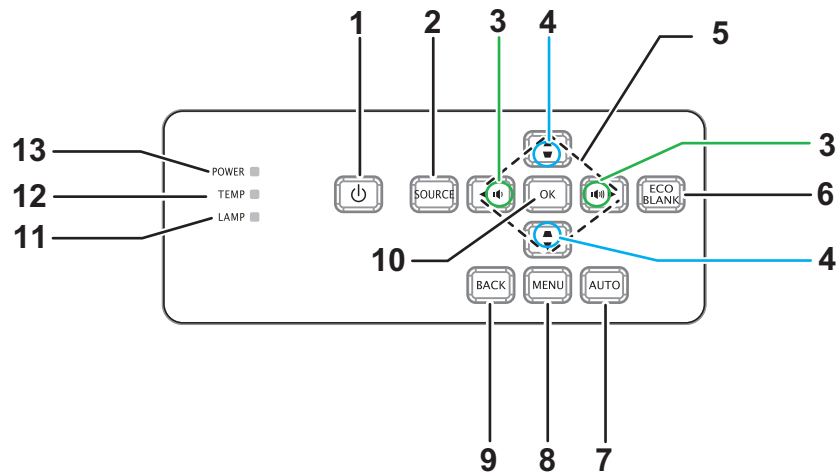 1 2 3 4 5
3
13 POWER
12 TEMP
11 LAMP
SOURCE
OK
ECO
BLANK
6
10
4
BACK MENU AUTO
9 8 7